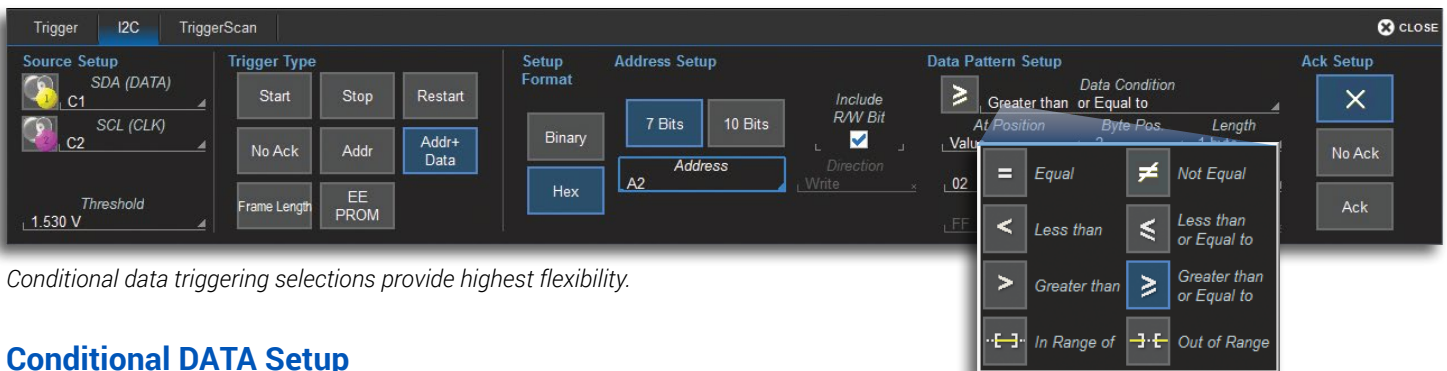 Trigger I2C TriggerScan CLOSE
Source Setup
SDA (DATA)
1 C1
SCL (CLK)
2 C2
Threshold
1.530 V
Trigger Type
Start Stop Restart
No Ack Addr Addr+
Data
Frame Length EE
PROM
Setup
Format
Binary
Hex
Address Setup
7 Bits 10 Bits
Include
R/W Bit
Address
A2
Direction
Write
Data Pattern Setup
≥ Data Condition
Greater than or Equal to
At Position Byte Pos. Length
02
FF
= Equal ≠ Not Equal
< Less than ≤ Less than
or Equal to
> Greater than ≥ Greater than
or Equal to
In Range of Out of Range
Ack Setup
X
No Ack
Ack
Conditional data triggering selections provide highest flexibility.
Conditional DATA Setup